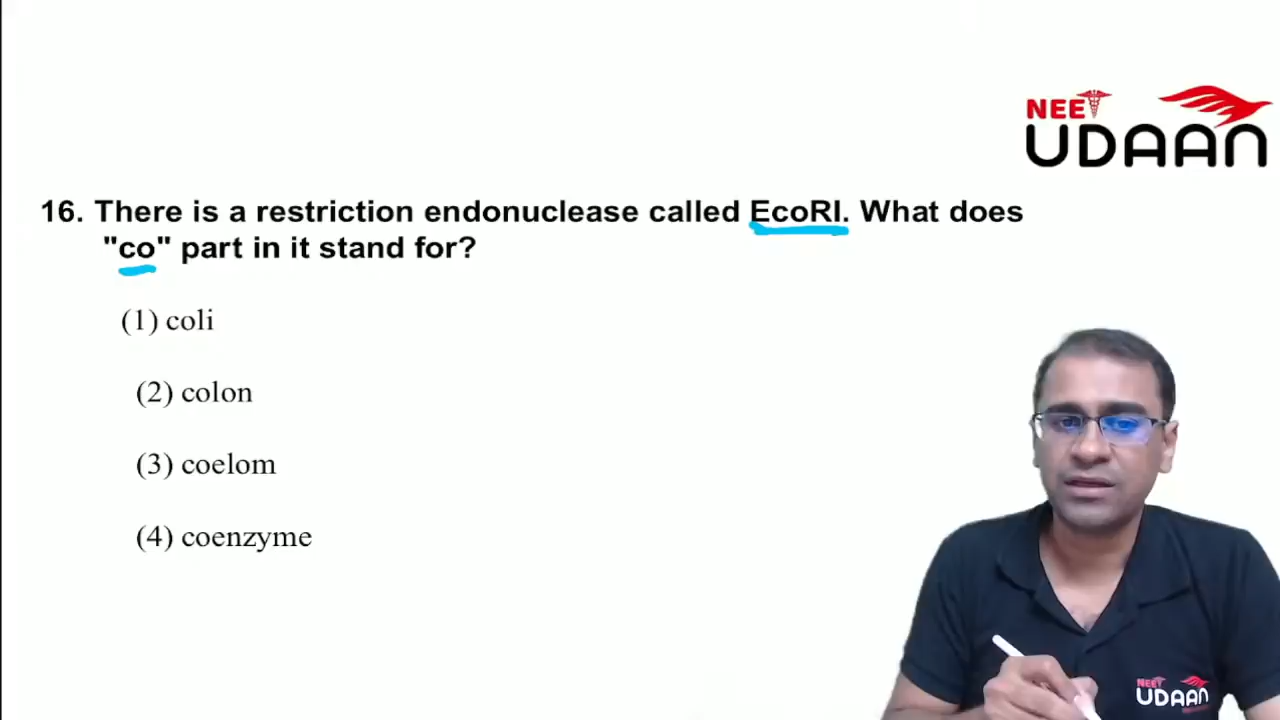 NEET
UDAAN
16. There is a restriction endonuclease called EcoRI. What does
"co" part in it stand for?
(1) coli
(2) colon
(3) coelom
(4) coenzyme
NEET
UDAAN